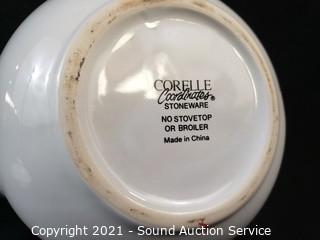 CORELLE
Coordinates®
STONEWARE
NO STOVETOP
OR BROILER
Made in China
Copyright 2021 - Sound Auction Service